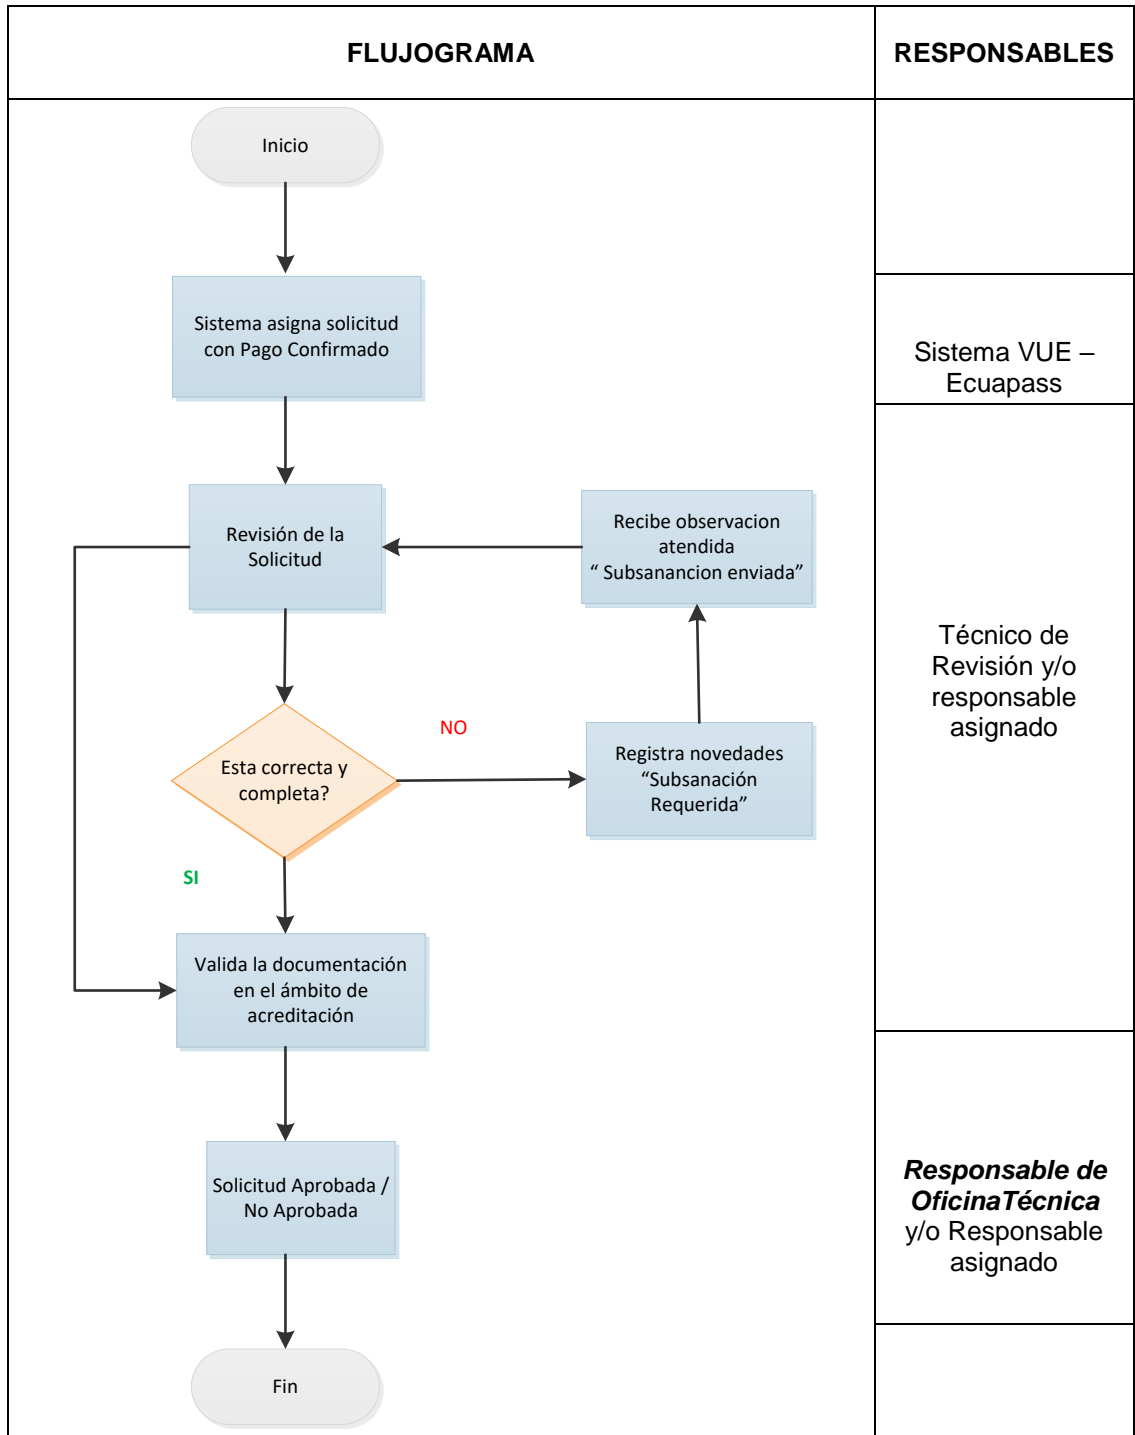 FLUJOGRAMA
RESPONSABLES
Inicio
Sistema asigna solicitud
con Pago Confirmado
Sistema VUE –
Ecuapass
Revisión de la
Solicitud
Recibe observacion
atendida
“ Subsanancion enviada”
Técnico de
Revisión y/o
responsable
asignado
NO
Esta correcta y
completa?
Registra novedades
“Subsanación
Requerida”
SI
Valida la documentación
en el ámbito de
acreditación
Solicitud Aprobada /
No Aprobada
Responsable de
OficinaTécnica
y/o Responsable
asignado
Fin